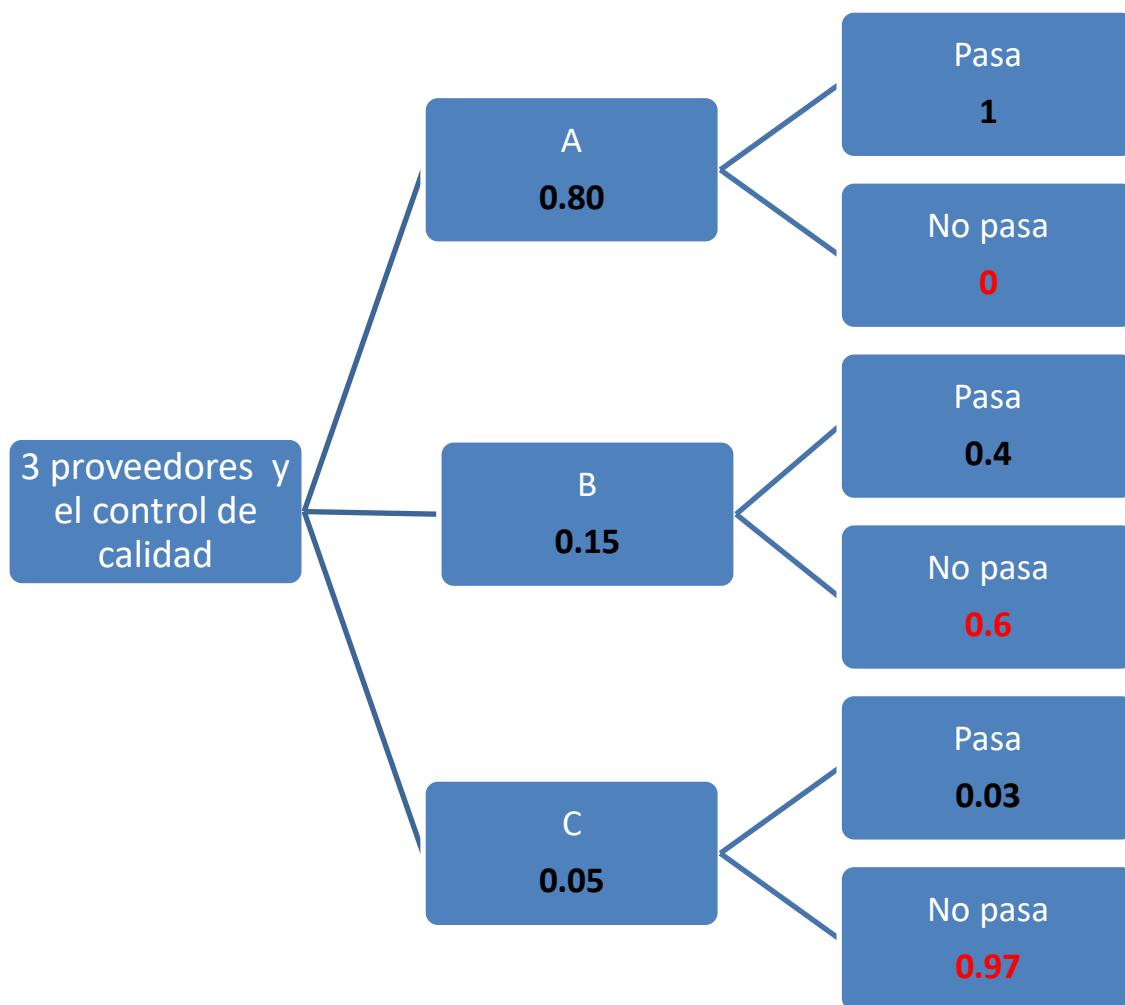 3 proveedores y
el control de
calidad
A
0.80
Pasa
1
No pasa
0
B
0.15
Pasa
0.4
No pasa
0.6
C
0.05
Pasa
0.03
No pasa
0.97